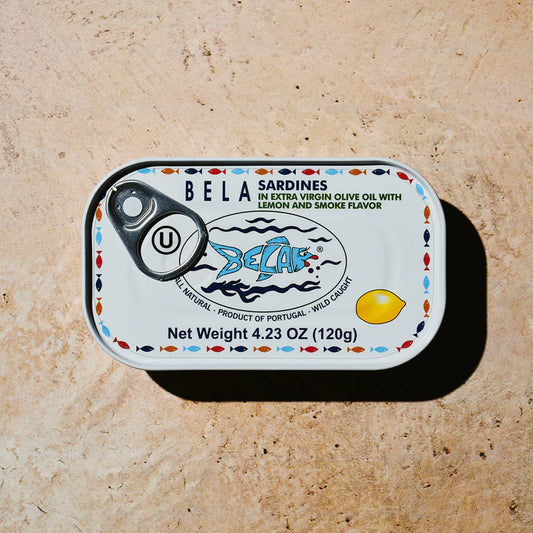 BELA SARDINES
IN EXTRA VIRGIN OLIVE OIL WITH
LEMON AND SMOKE FLAVOR
U
BELA ®
ALL NATURAL - PRODUCT OF PORTUGAL - WILD CAUGHT
Net Weight 4.23 OZ (120g)